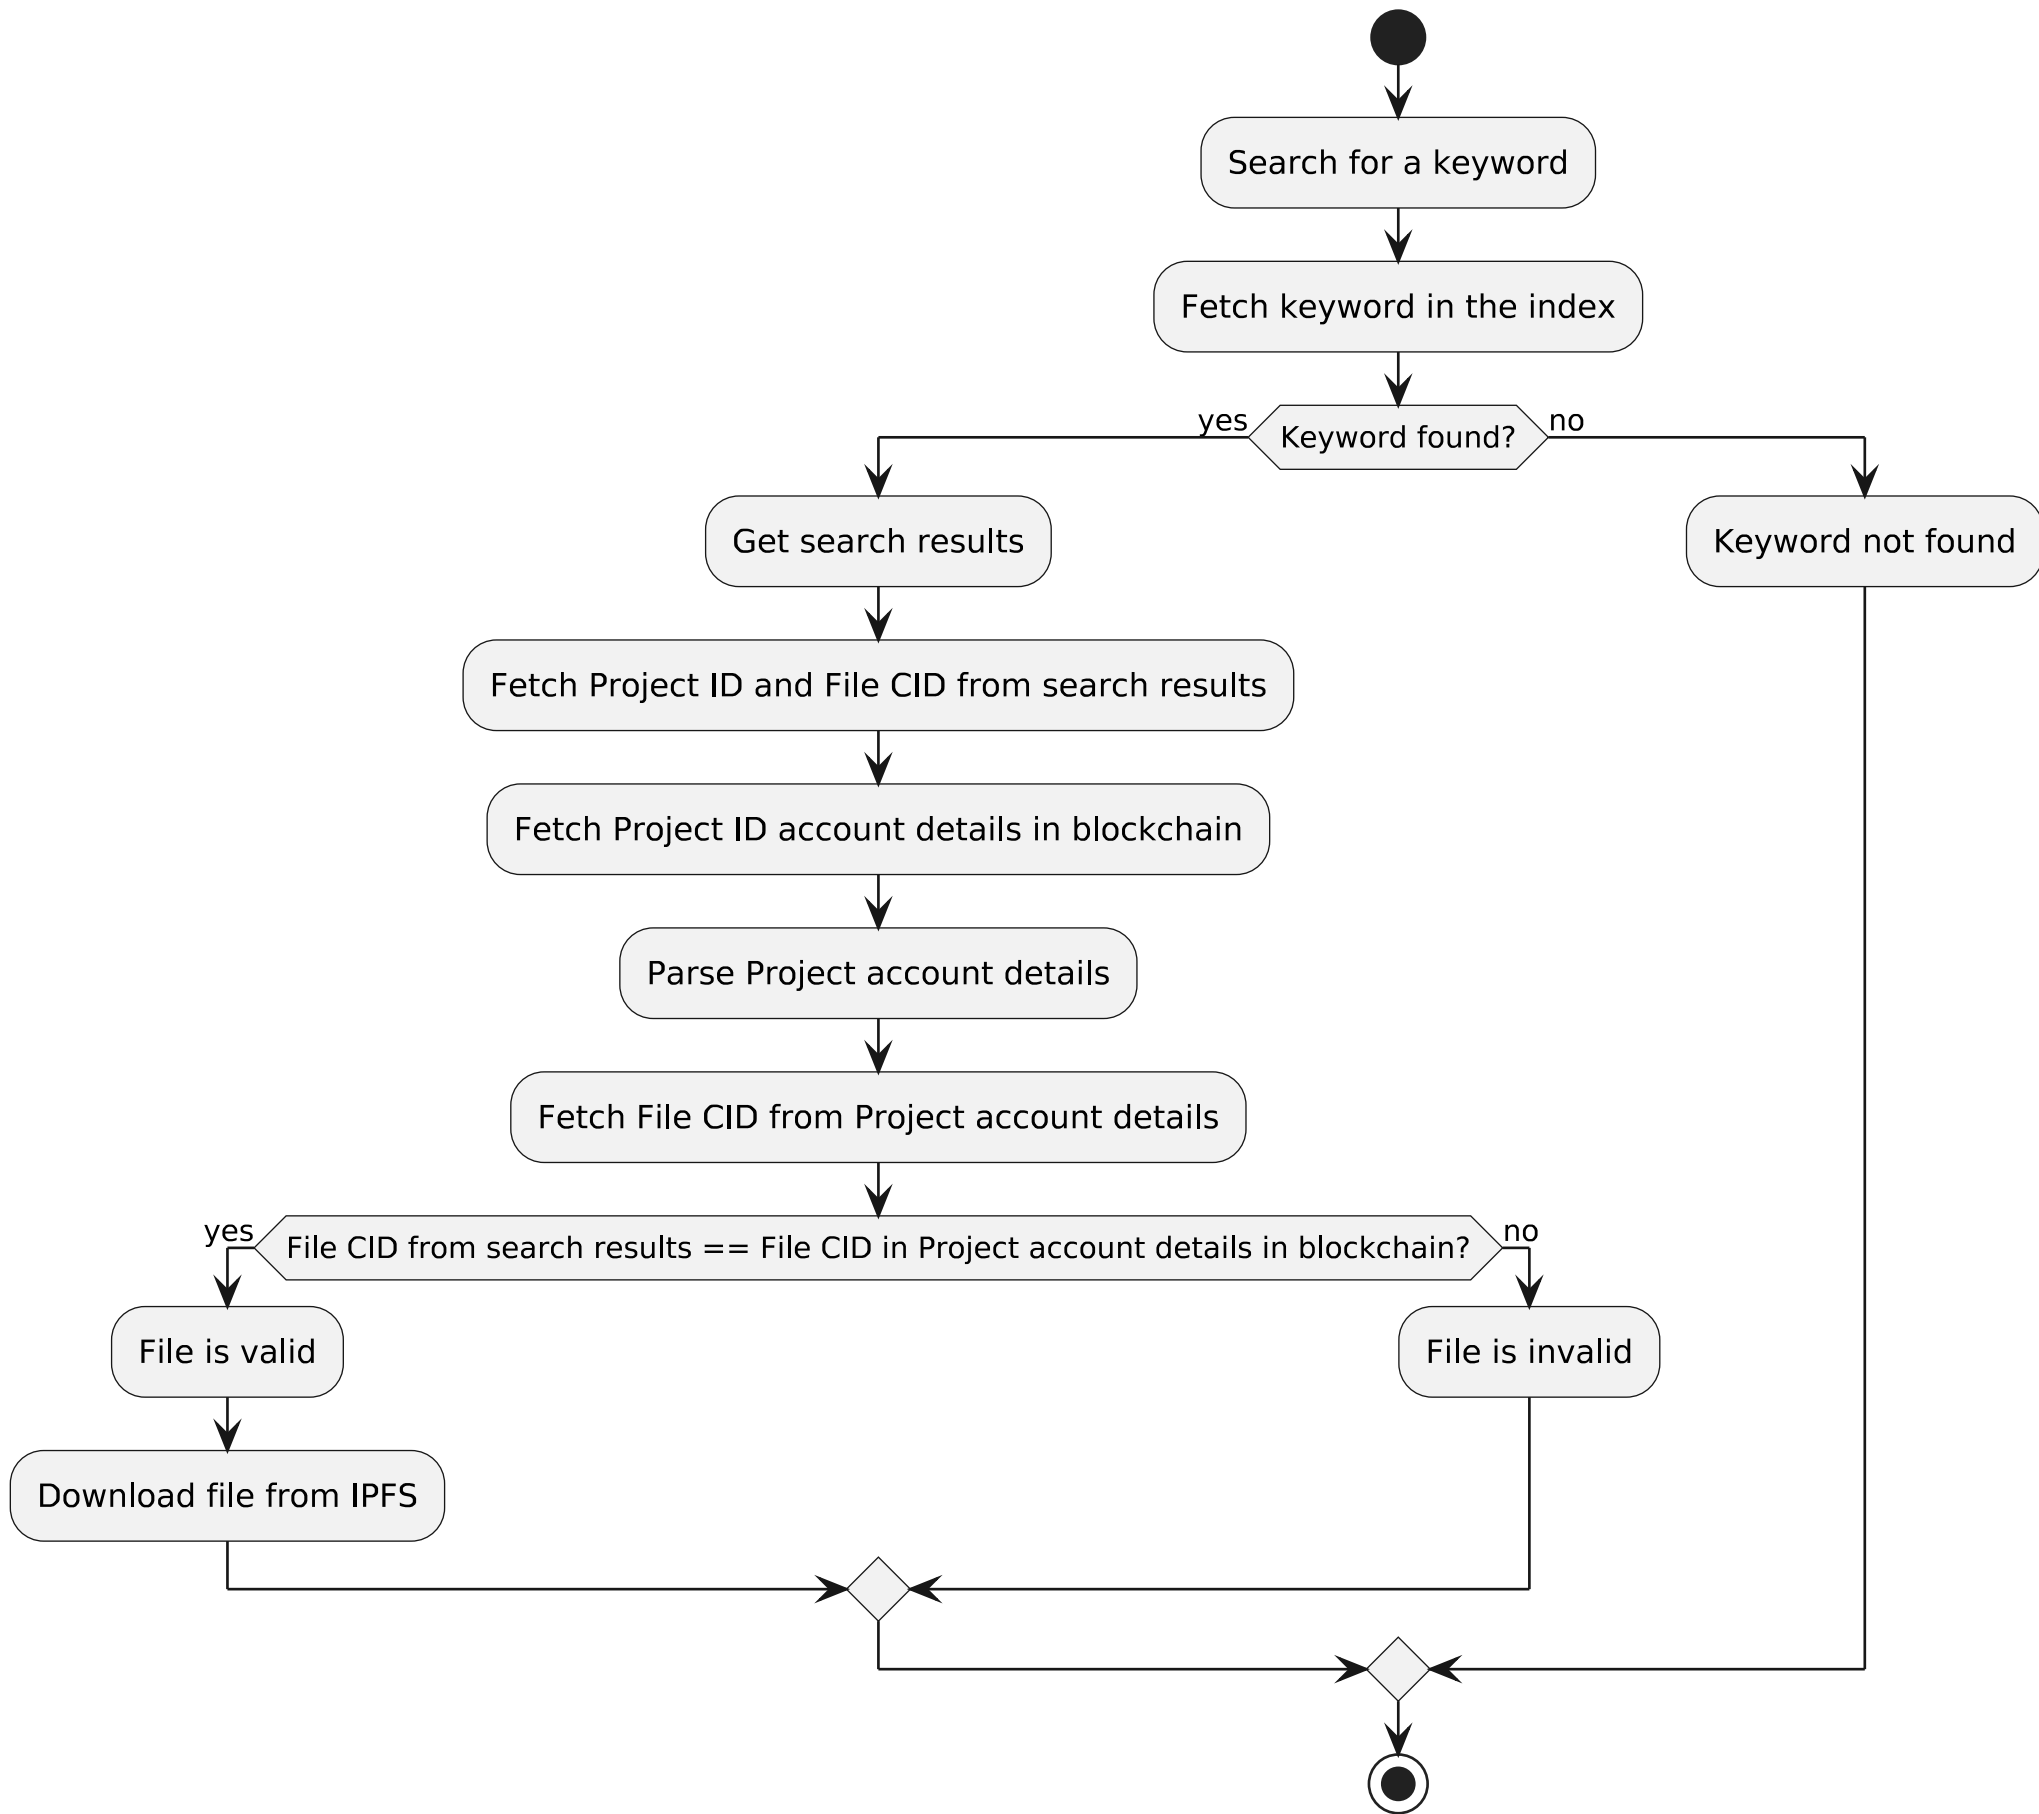 Search for a keyword
Fetch keyword in the index
yes
Keyword found?
no
Get search results
Keyword not found
Fetch Project ID and File CID from search results
Fetch Project ID account details in blockchain
Parse Project account details
Fetch File CID from Project account details
yes
File CID from search results == File CID in Project account details in blockchain?
no
File is valid
File is invalid
Download file from IPFS